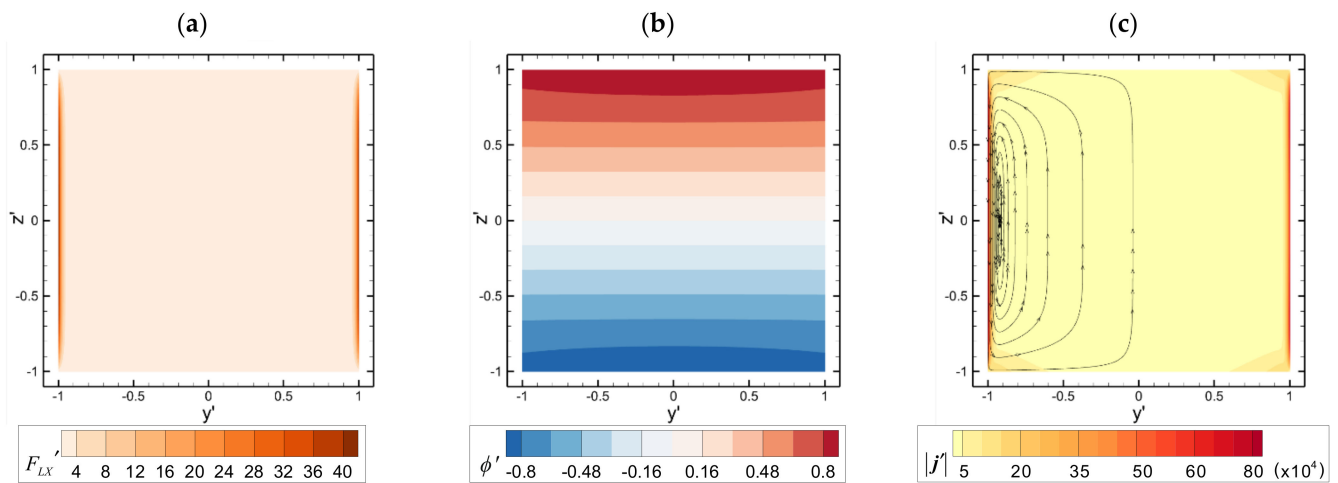 (a) (b) (c)
1 1 1
0.5 0.5 0.5
z' 0 z' 0 z' 0
-0.5 -0.5 -0.5
-1 -1 -1
-1 -0.5 0 0.5 1 -1 -0.5 0 0.5 1 -1 -0.5 0 0.5 1
y' y' y'
F_LX' 4 8 12 16 20 24 28 32 36 40
ϕ' -0.8 -0.48 -0.16 0.16 0.48 0.8
|j'| 5 20 35 50 60 80 (x10⁴)